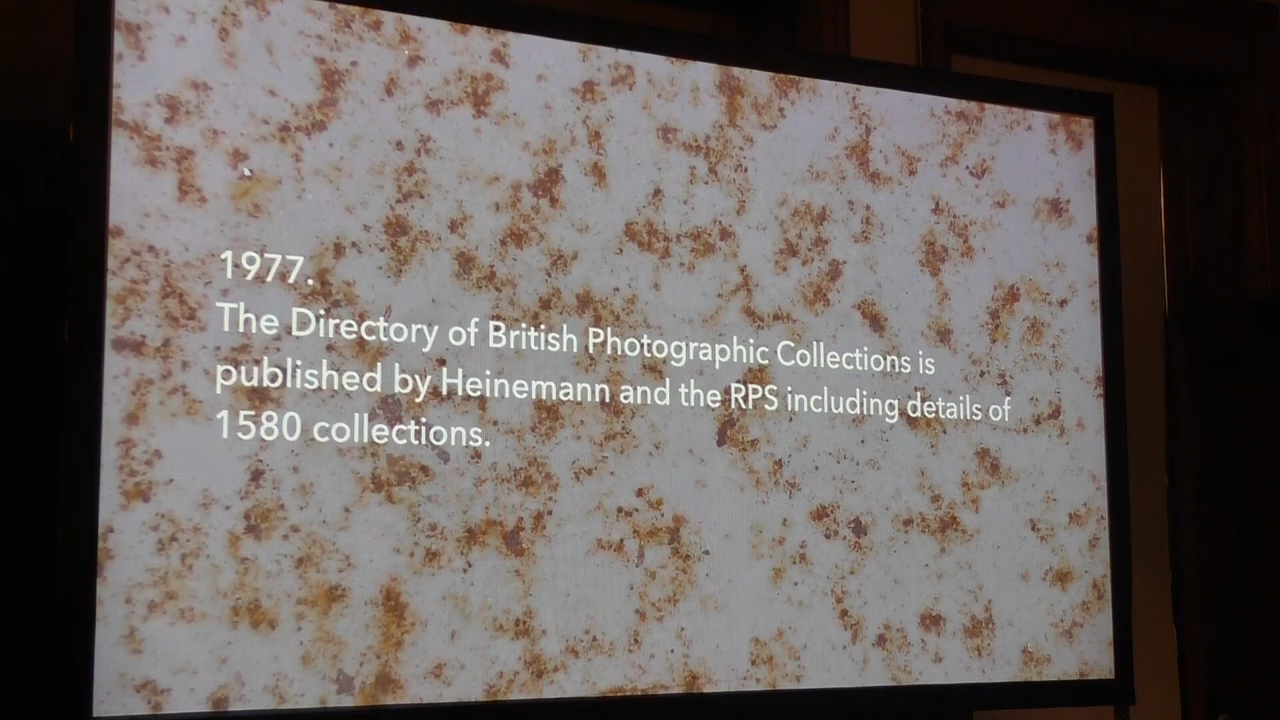 1977.
The Directory of British Photographic Collections is
published by Heinemann and the RPS including details of
1580 collections.